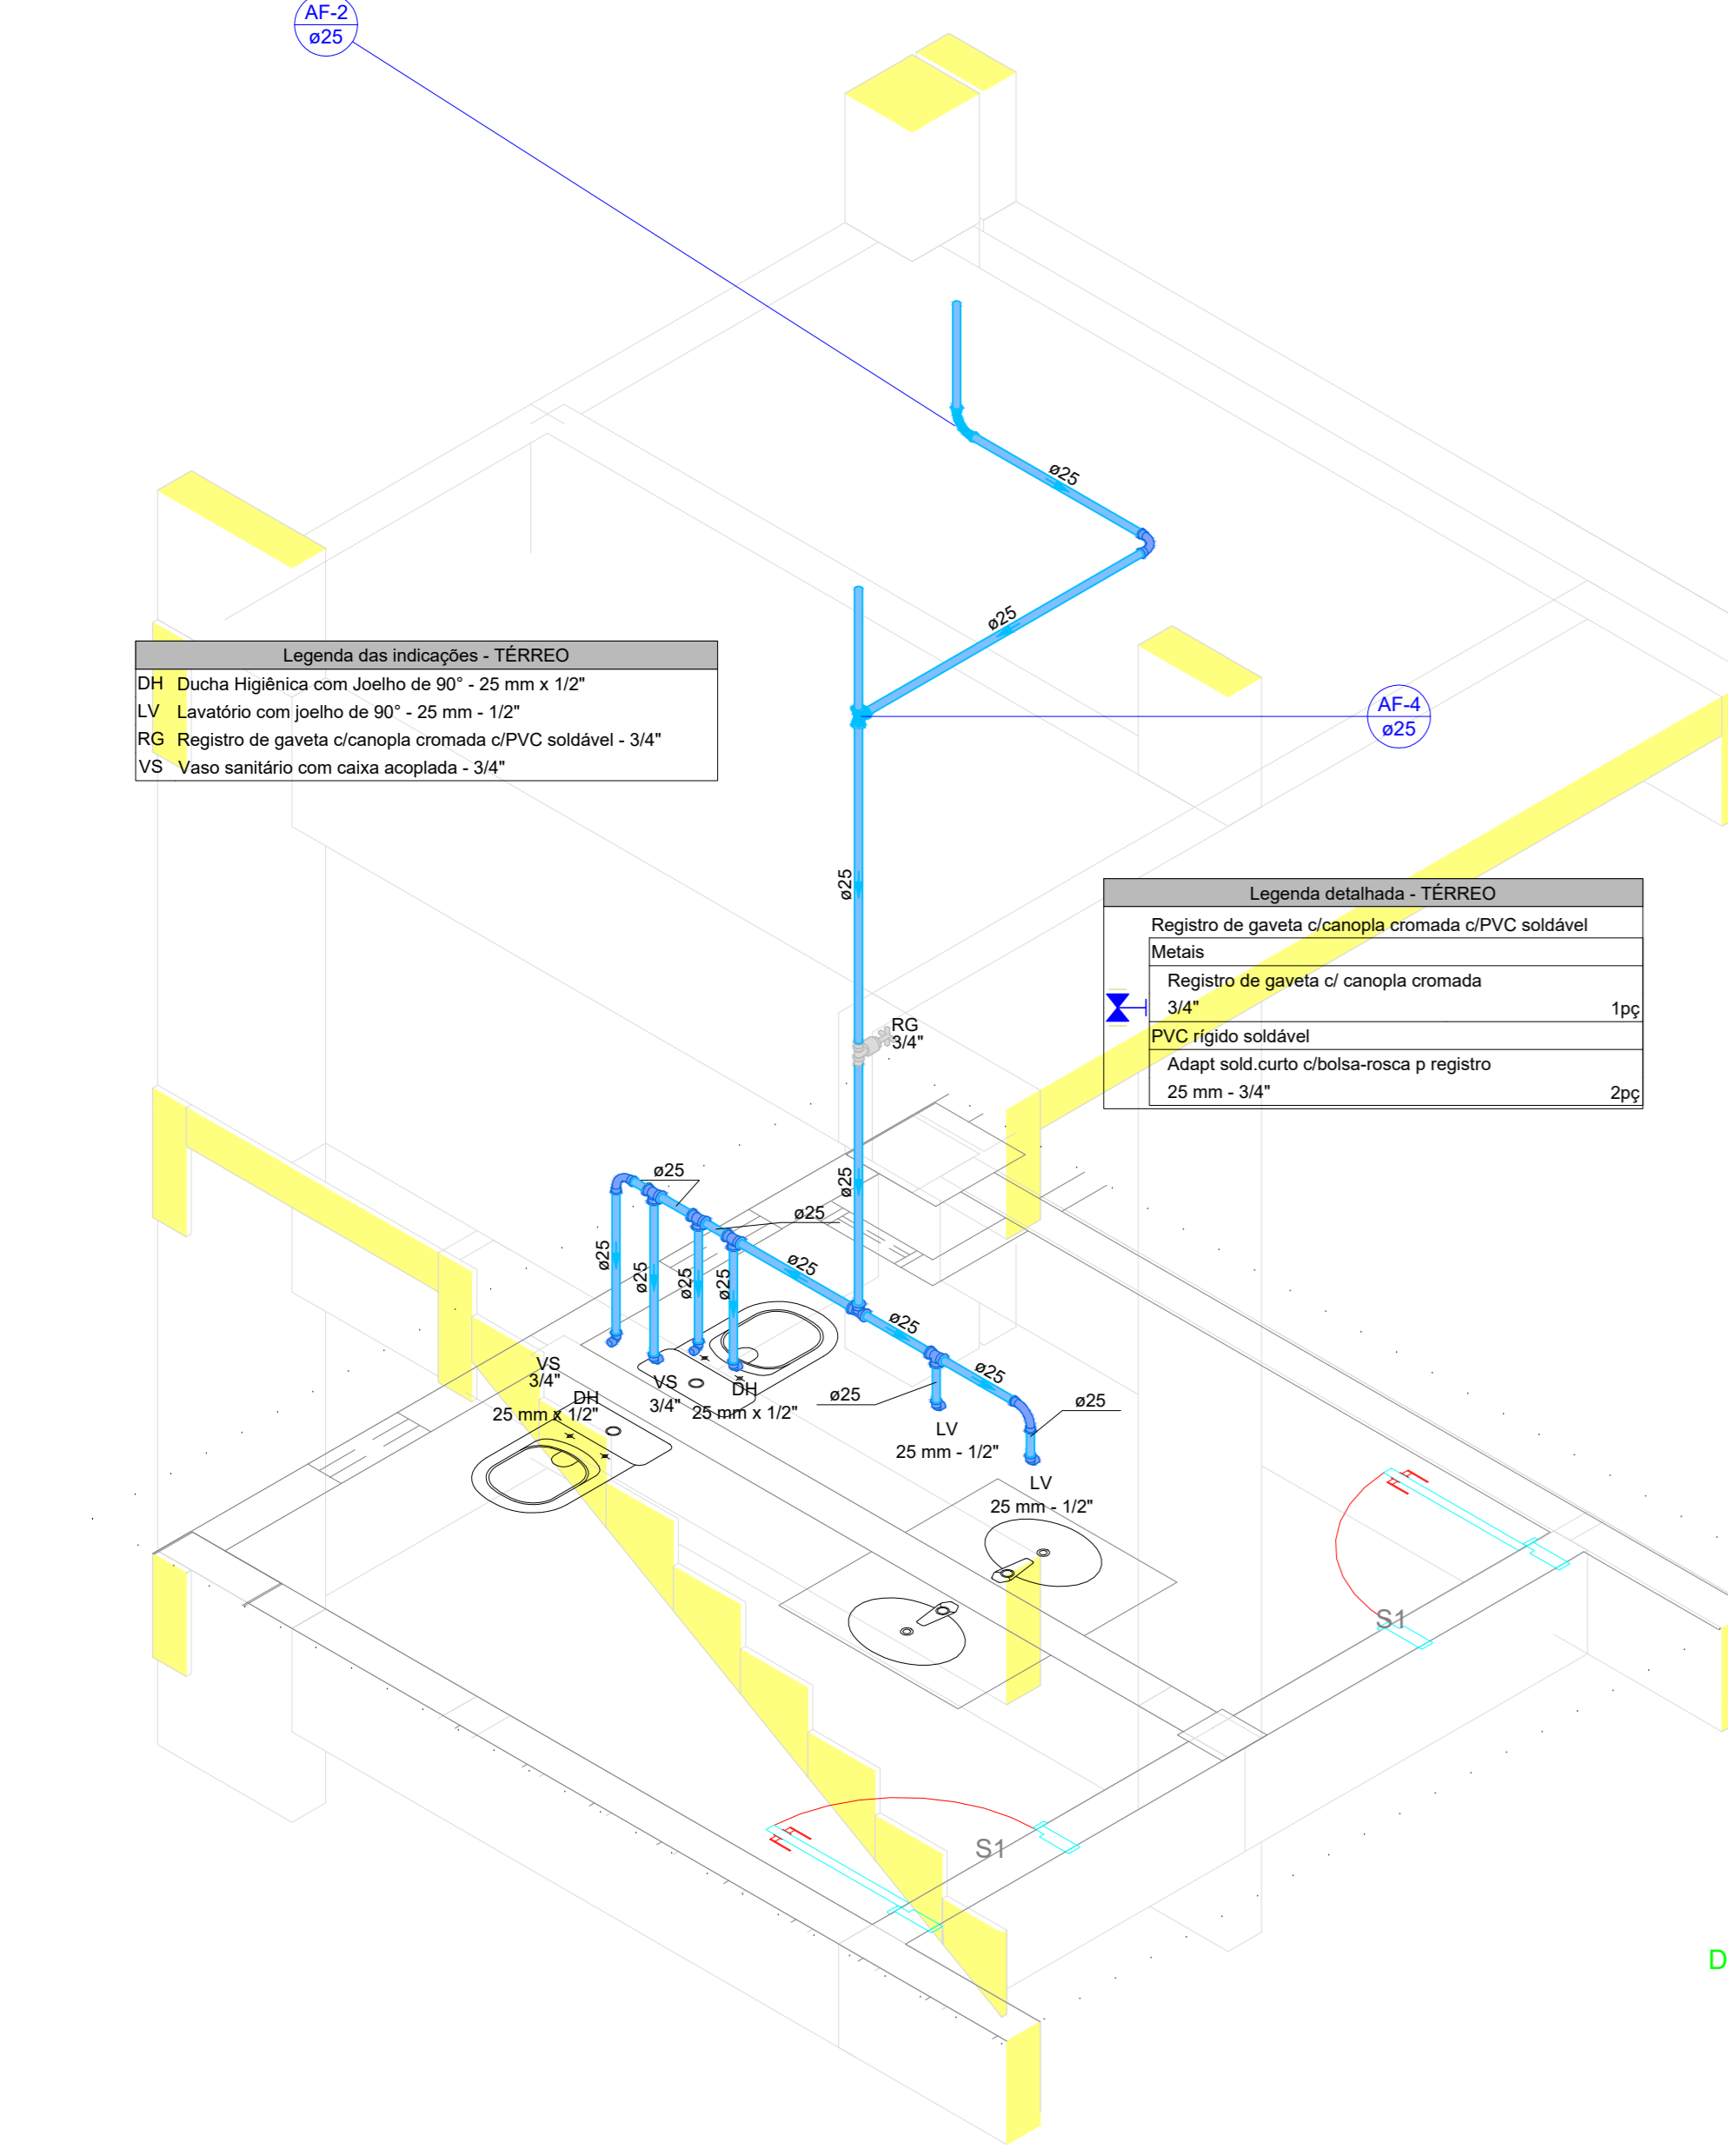 AF-2
ø25
ø25
ø25
Legenda das indicações - TÉRREO
DH Ducha Higiênica com Joelho de 90° - 25 mm x 1/2"
LV Lavatório com joelho de 90° - 25 mm - 1/2"
RG Registro de gaveta c/canopla cromada c/PVC soldável - 3/4"
VS Vaso sanitário com caixa acoplada - 3/4"
AF-4
ø25
ø25
Legenda detalhada - TÉRREO
Registro de gaveta c/canopla cromada c/PVC soldável
Metais
Registro de gaveta c/ canopla cromada
3/4" 1pç
PVC rígido soldável
Adapt sold.curto c/bolsa-rosca p registro
25 mm - 3/4" 2pç
RG
3/4"
ø25
ø25
ø25
ø25
ø25
ø25
ø25
ø25
ø25
ø25
ø25
ø25
VS
3/4"
DH
25 mm x 1/2"
VS
3/4"
DH
25 mm x 1/2"
LV
25 mm - 1/2"
LV
25 mm - 1/2"
S1
S1
D